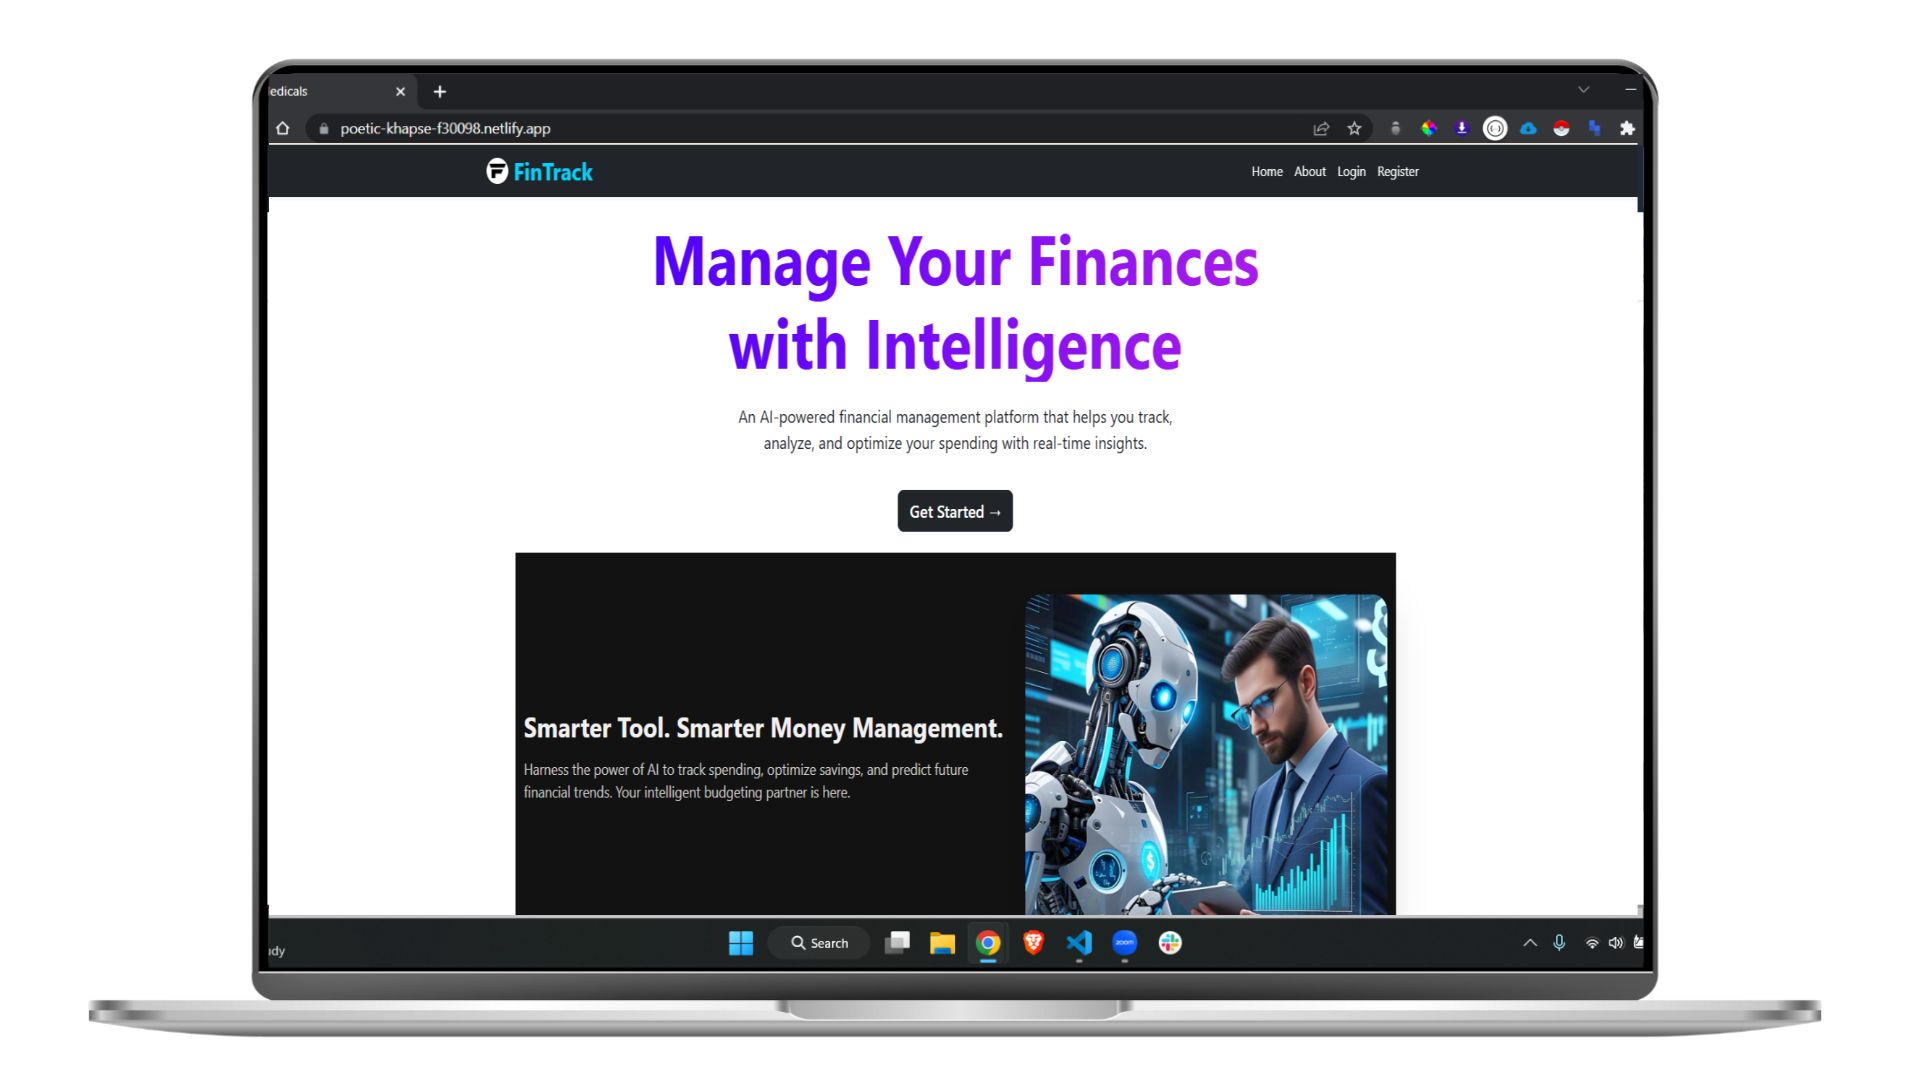 edicals
poetic-khapse-f30098.netlify.app
FinTrack
Home About Login Register
Manage Your Finances
with Intelligence
An AI-powered financial management platform that helps you track,
analyze, and optimize your spending with real-time insights.
Get Started →
Smarter Tool. Smarter Money Management.
Harness the power of AI to track spending, optimize savings, and predict future
financial trends. Your intelligent budgeting partner is here.
$
$
udy
Search
zoom